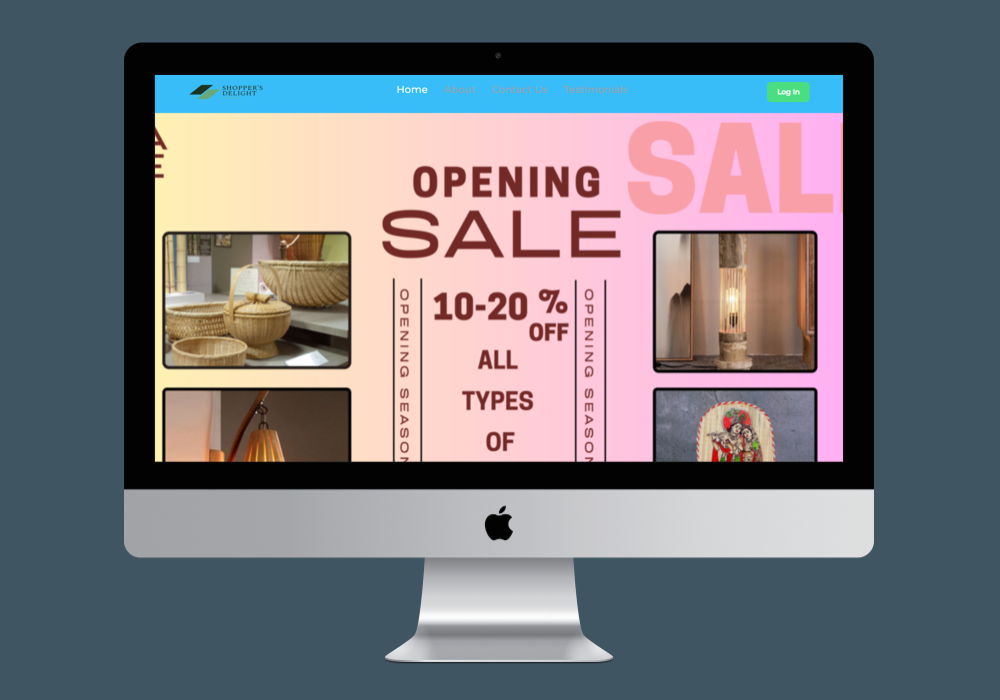 SHOPPER'S
DELIGHT
Home About Contact Us Testimonials
Log In
SAL
OPENING
SALE
10-20 %
OFF
ALL
TYPES
OF
OPENING SEASON
OPENING SEASON